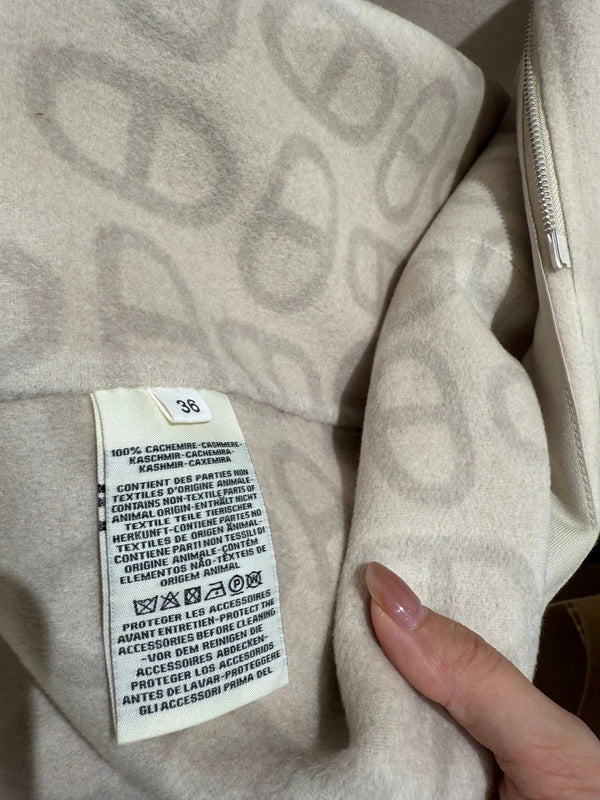 36
100% CACHEMIRE-CASHMERE-
KASCHMIR-CACHEMIRA-
KASHMIR-CAXEMIRA
CONTIENT DES PARTIES NON
TEXTILES D'ORIGINE ANIMALE-
CONTAINS NON-TEXTILE PARTS OF
ANIMAL ORIGIN-ENTHÄLT NICHT
TEXTILE TEILE TIERISCHER
HERKUNFT-CONTIENE PARTES NO
TEXTILES DE ORIGEN ANIMAL-
CONTIENE PARTI NON TESSILI DI
ORIGINE ANIMALE-CONTÉM
ELEMENTOS NÃO-TÊXTEIS DE
ORIGEM ANIMAL
P W
PROTEGER LES ACCESSOIRES
AVANT ENTRETIEN-PROTECT THE
ACCESSORIES BEFORE CLEANING
-VOR DEM REINIGEN DIE
ACCESSOIRES ABDECKEN-
PROTEGER LOS ACCESORIOS
ANTES DE LAVAR-PROTEGGERE
GLI ACCESSORI PRIMA DEL